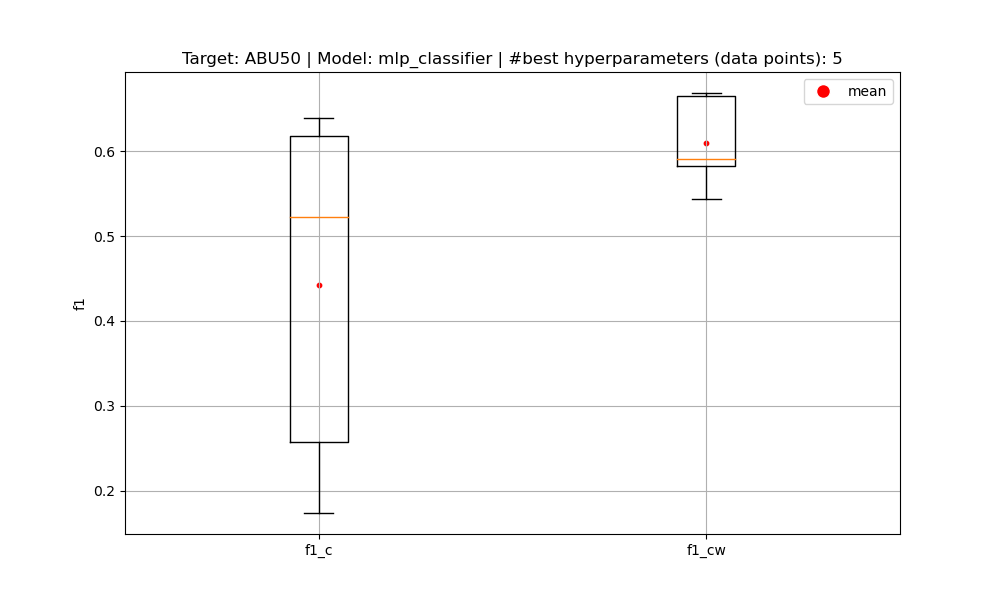 Target: ABU50 | Model: mlp_classifier | #best hyperparameters (data points): 5
mean
0.6
0.5
0.4
0.3
0.2
f1
f1_c
f1_cw